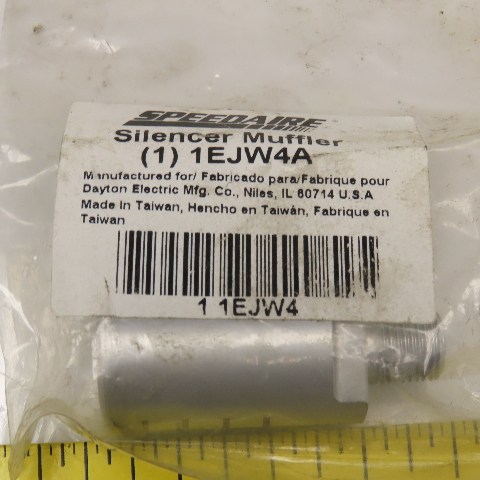 SPEEDAIRE
Silencer Muffler
(1) 1EJW4A
Manufactured for/ Fabricado para/Fabrique pour
Dayton Electric Mfg. Co., Niles, IL 60714 U.S.A
Made in Taiwan, Hencho en Taiwàn, Fabrique en
Taiwan
1 1EJW4